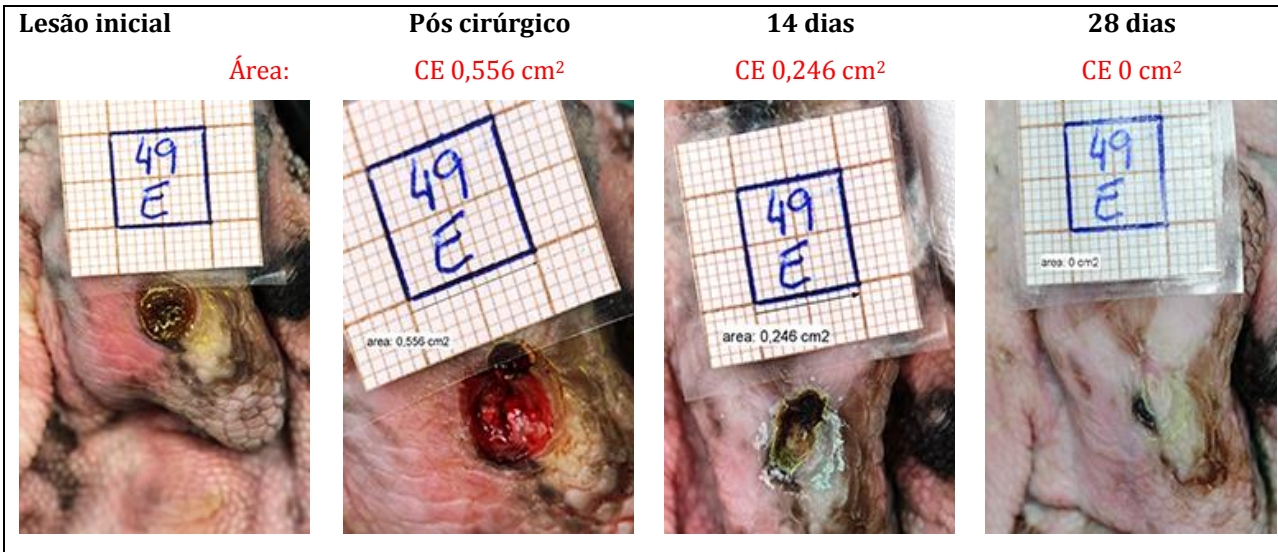 Lesão inicial
Pós cirúrgico
14 dias
28 dias
Área:
CE 0,556 cm²
CE 0,246 cm²
CE 0 cm²
49
E
49
E
area: 0,556 cm2
49
E
area: 0,246 cm2
49
E
area: 0 cm2